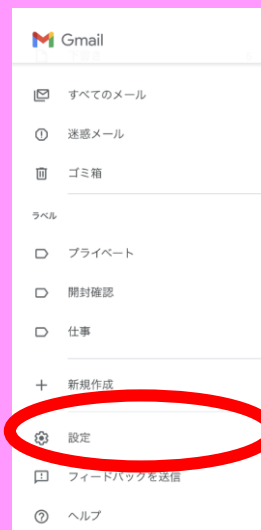 Gmail
すべてのメール
迷惑メール
ゴミ箱
ラベル
プライベート
開封確認
仕事
新規作成
設定
フィードバックを送信
ヘルプ